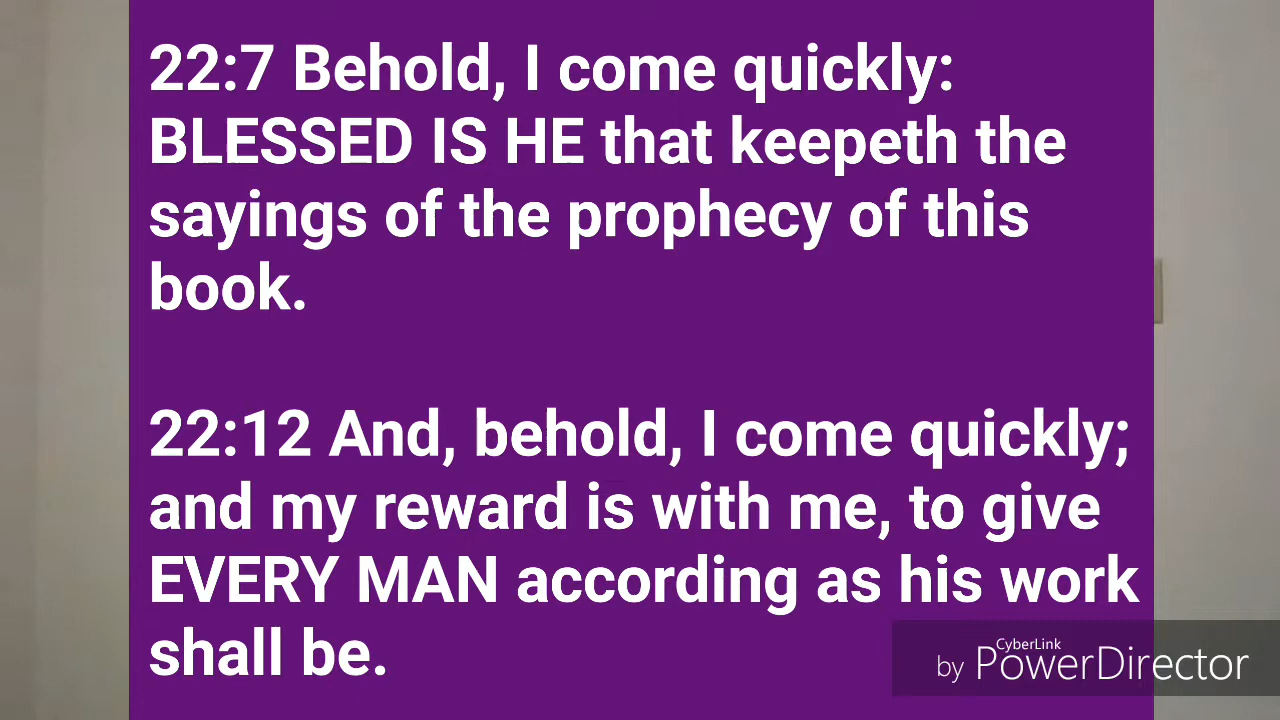 22:7 Behold, I come quickly:
BLESSED IS HE that keepeth the
sayings of the prophecy of this
book.
22:12 And, behold, I come quickly;
and my reward is with me, to give
EVERY MAN according as his work
shall be.
CyberLink
by PowerDirector